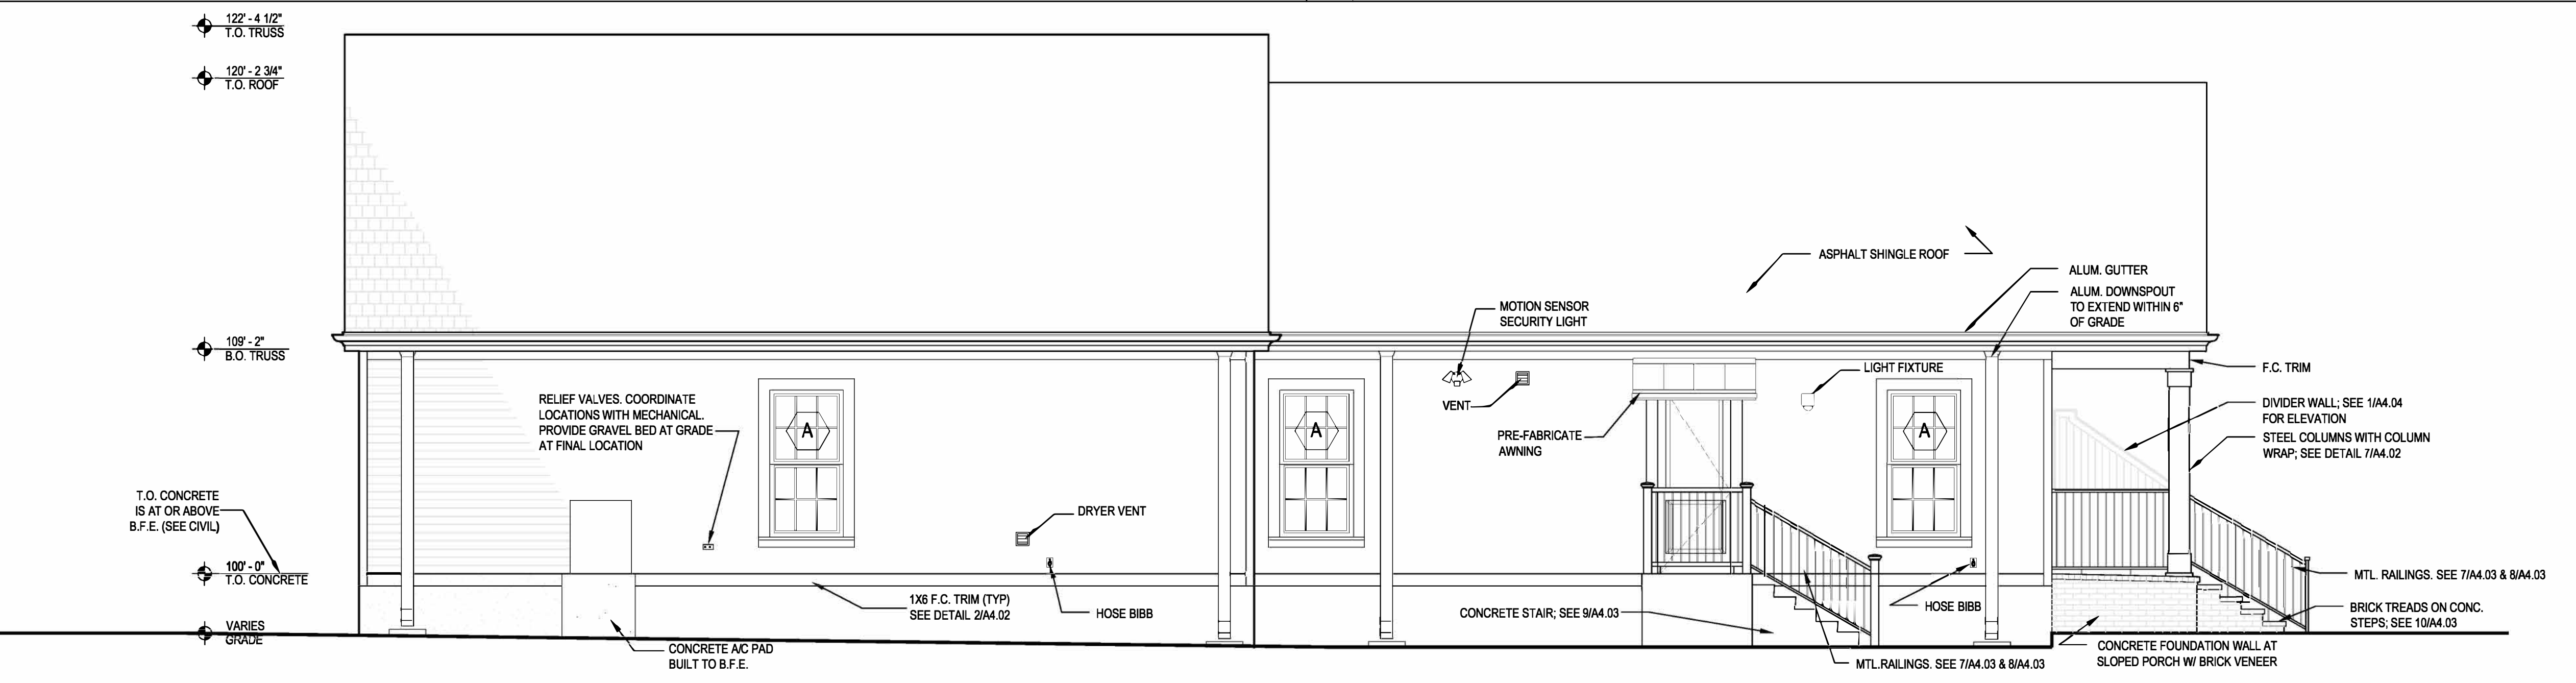 122' - 4 1/2"
T.O. TRUSS
120' - 2 3/4"
T.O. ROOF
109' - 2"
B.O. TRUSS
T.O. CONCRETE
IS AT OR ABOVE
B.F.E. (SEE CIVIL)
100' - 0"
T.O. CONCRETE
VARIES
GRADE
RELIEF VALVES. COORDINATE
LOCATIONS WITH MECHANICAL.
PROVIDE GRAVEL BED AT GRADE
AT FINAL LOCATION
A
DRYER VENT
1X6 F.C. TRIM (TYP)
SEE DETAIL 2/A4.02
HOSE BIBB
CONCRETE A/C PAD
BUILT TO B.F.E.
A
MOTION SENSOR
SECURITY LIGHT
VENT
PRE-FABRICATE
AWNING
CONCRETE STAIR; SEE 9/A4.03
ASPHALT SHINGLE ROOF
LIGHT FIXTURE
A
HOSE BIBB
MTL.RAILINGS. SEE 7/A4.03 & 8/A4.03
ALUM. GUTTER
ALUM. DOWNSPOUT
TO EXTEND WITHIN 6"
OF GRADE
F.C. TRIM
DIVIDER WALL; SEE 1/A4.04
FOR ELEVATION
STEEL COLUMNS WITH COLUMN
WRAP; SEE DETAIL 7/A4.02
MTL. RAILINGS. SEE 7/A4.03 & 8/A4.03
BRICK TREADS ON CONC.
STEPS; SEE 10/A4.03
CONCRETE FOUNDATION WALL AT
SLOPED PORCH W/ BRICK VENEER